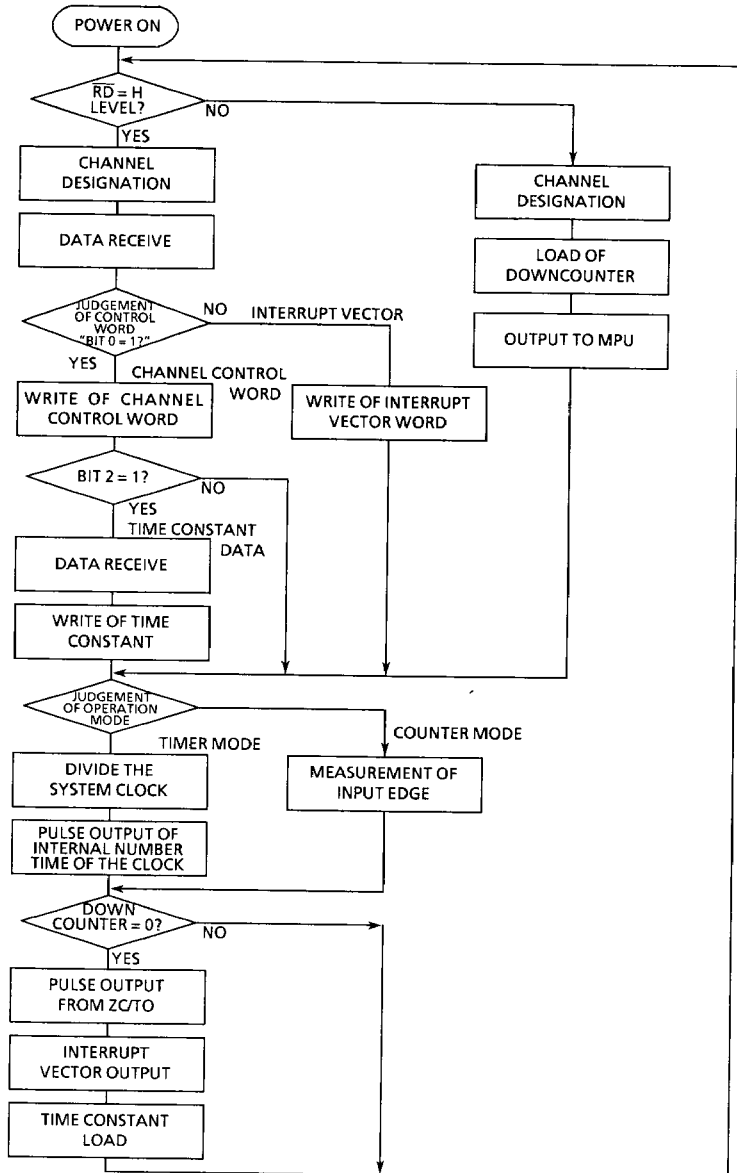 POWER ON
RD = H
LEVEL?
NO
YES
CHANNEL
DESIGNATION
CHANNEL
DESIGNATION
DATA RECEIVE
LOAD OF
DOWNCOUNTER
JUDGEMENT
OF CONTROL
WORD
"BIT 0 = 1?"
NO
INTERRUPT VECTOR
OUTPUT TO MPU
YES
CHANNEL CONTROL
WORD
WRITE OF CHANNEL
CONTROL WORD
WRITE OF INTERRUPT
VECTOR WORD
BIT 2 = 1?
NO
YES
TIME CONSTANT
DATA
DATA RECEIVE
WRITE OF TIME
CONSTANT
JUDGEMENT
OF OPERATION
MODE
COUNTER MODE
TIMER MODE
DIVIDE THE
SYSTEM CLOCK
MEASUREMENT OF
INPUT EDGE
PULSE OUTPUT OF
INTERNAL NUMBER
TIME OF THE CLOCK
DOWN
COUNTER = 0?
NO
YES
PULSE OUTPUT
FROM ZC/TO
INTERRUPT
VECTOR OUTPUT
TIME CONSTANT
LOAD